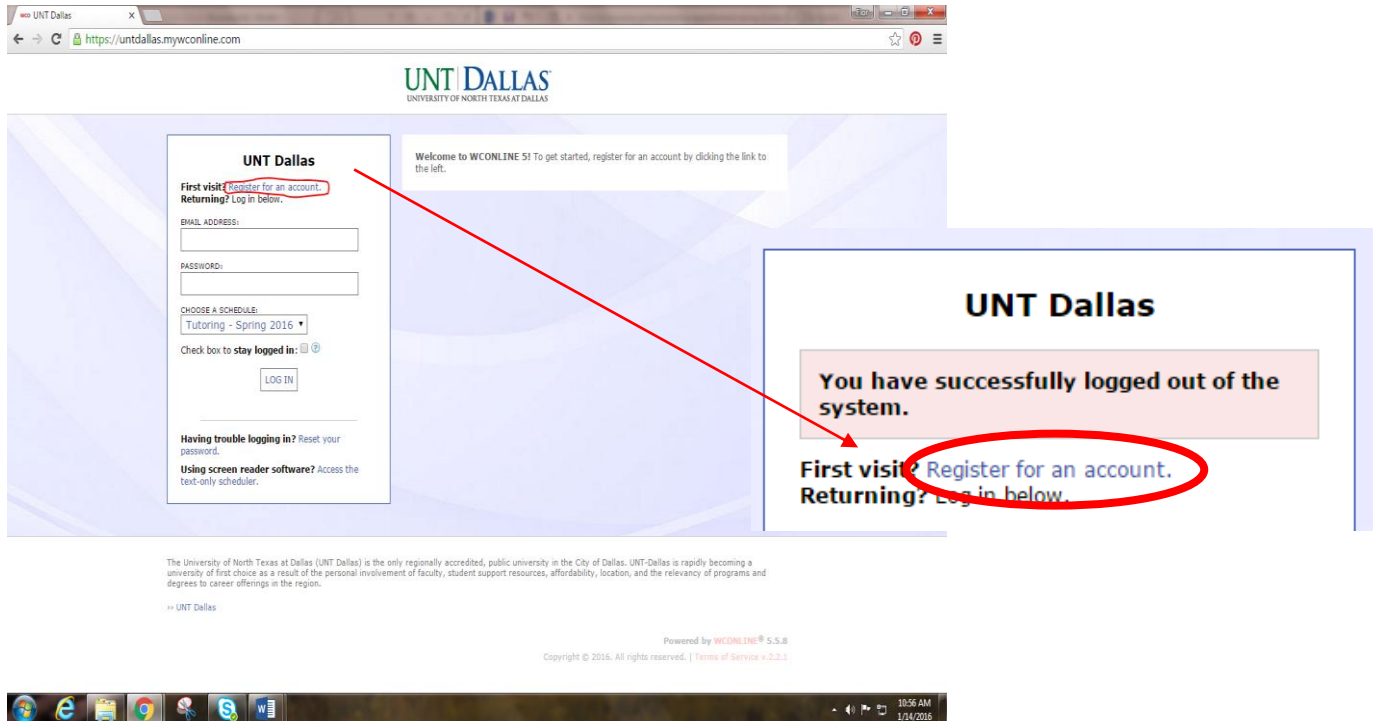 UNT Dallas
https://untdallas.mywconline.com
UNT DALLAS
UNIVERSITY OF NORTH TEXAS AT DALLAS
UNT Dallas
First visit? Register for an account.
Returning? Log in below.
EMAIL ADDRESS:
PASSWORD:
CHOOSE A SCHEDULE:
Tutoring - Spring 2016
Check box to stay logged in:
LOG IN
Having trouble logging in? Reset your
password.
Using screen reader software? Access the
text-only scheduler.
Welcome to WCONLINE 5! To get started, register for an account by clicking the link to
the left.
UNT Dallas
You have successfully logged out of the
system.
First visit? Register for an account.
Returning? Log in below.
The University of North Texas at Dallas (UNT Dallas) is the only regionally accredited, public university in the City of Dallas. UNT-Dallas is rapidly becoming a
university of first choice as a result of the personal involvement of faculty, student support resources, affordability, location, and the relevancy of programs and
degrees to career offerings in the region.
›› UNT Dallas
Powered by WCONLINE® 5.5.8
Copyright © 2016. All rights reserved. | Terms of Service v.2.2.1
10:56 AM
1/14/2016